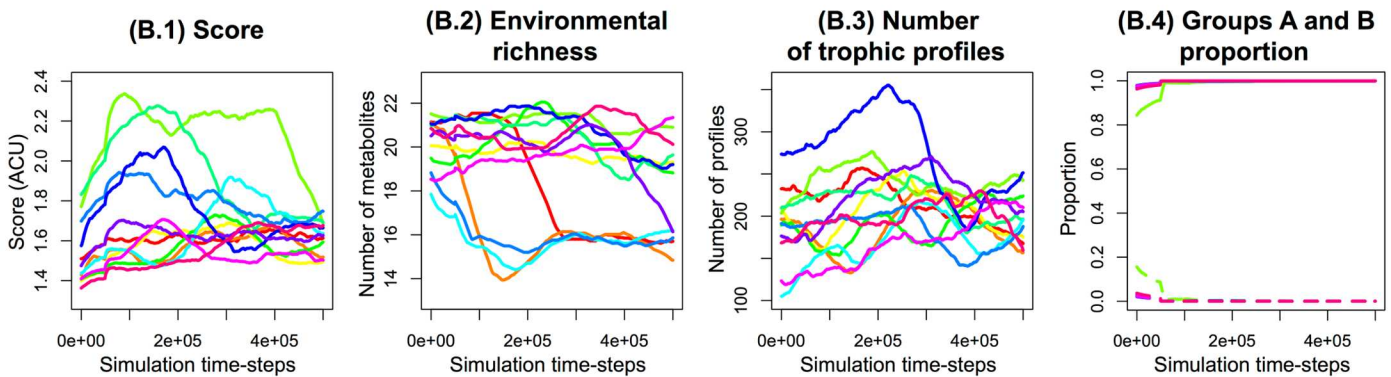 (B.1) Score
(B.2) Environmental
richness
(B.3) Number
of trophic profiles
(B.4) Groups A and B
proportion
Score (ACU)
2.4
2.2
2.0
1.8
1.6
1.4
0e+00
2e+05
4e+05
Simulation time-steps
Number of metabolites
22
20
18
16
14
0e+00
2e+05
4e+05
Simulation time-steps
Number of profiles
300
200
100
0e+00
2e+05
4e+05
Simulation time-steps
Proportion
1.0
0.8
0.6
0.4
0.2
0.0
0e+00
2e+05
4e+05
Simulation time-steps